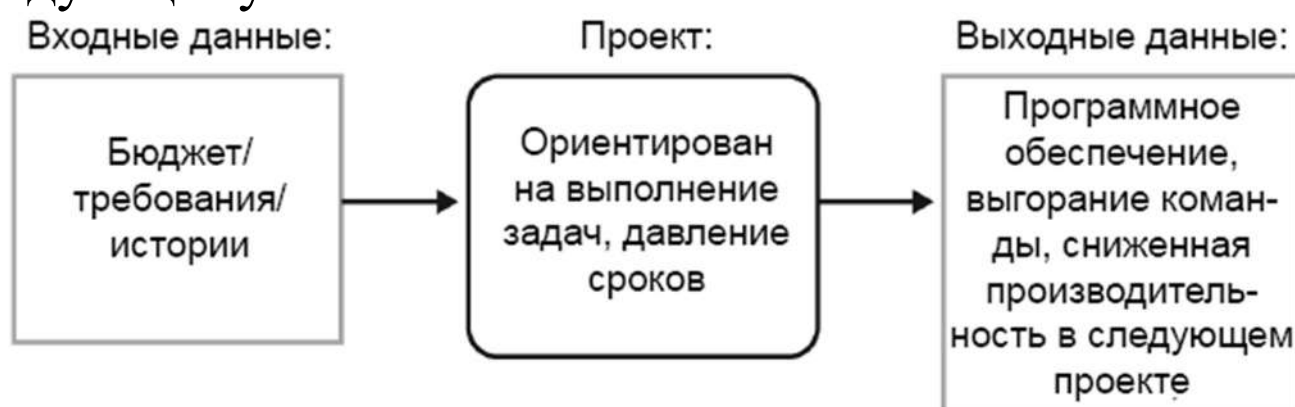 Входные данные:
Бюджет/
требования/
истории
Проект:
Ориентирован
на выполнение
задач, давление
сроков
Выходные данные:
Программное
обеспечение,
выгорание коман-
ды, сниженная
производитель-
ность в следующем
проекте